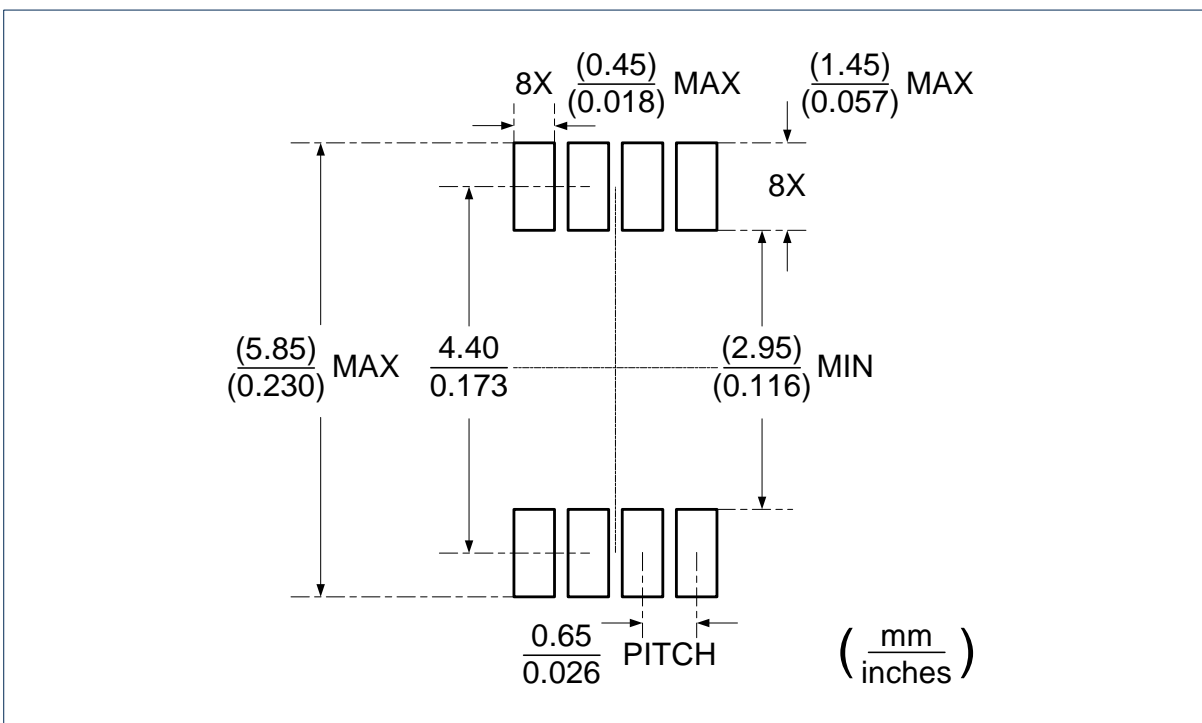 8X (0.45) MAX
(0.018)
(1.45) MAX
(0.057)
8X
(5.85) MAX
(0.230)
4.40
0.173
(2.95) MIN
(0.116)
0.65 PITCH
0.026
( mm
inches )